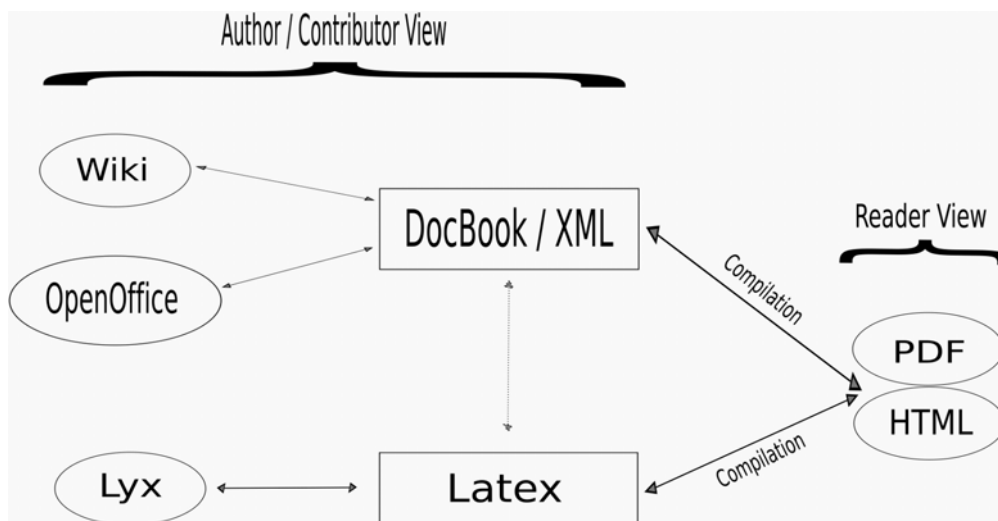 Author / Contributor View
Wiki
DocBook / XML
Reader View
OpenOffice
Compilation
PDF
HTML
Compilation
Lyx
Latex